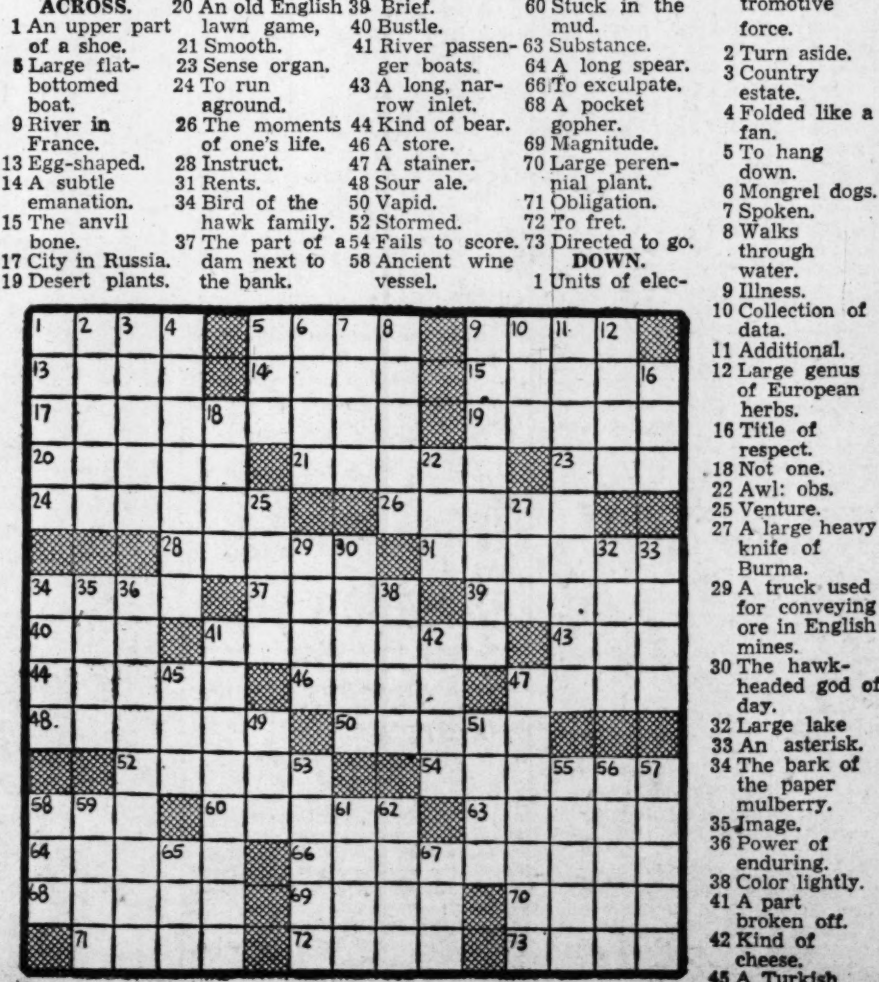 ACROSS.
1 An upper part
of a shoe.
5 Large flat-
bottomed
boat.
9 River in
France.
13 Egg-shaped.
14 A subtle
emanation.
15 The anvil
bone.
17 City in Russia.
19 Desert plants.
20 An old English
lawn game,
21 Smooth.
23 Sense organ.
24 To run
aground.
26 The moments
of one's life.
28 Instruct.
31 Rents.
34 Bird of the
hawk family.
37 The part of a
dam next to
the bank.
39 Brief.
40 Bustle.
41 River passen-
ger boats.
43 A long, nar-
row inlet.
44 Kind of bear.
46 A store.
47 A stainer.
48 Sour ale.
50 Vapid.
52 Stormed.
54 Fails to score.
58 Ancient wine
vessel.
60 Stuck in the
mud.
63 Substance.
64 A long spear.
66 To exculpate.
68 A pocket
gopher.
69 Magnitude.
70 Large peren-
nial plant.
71 Obligation.
72 To fret.
73 Directed to go.
DOWN.
1 Units of elec-
tromotive
force.
2 Turn aside.
3 Country
estate.
4 Folded like a
fan.
5 To hang
down.
6 Mongrel dogs.
7 Spoken.
8 Walks
through
water.
9 Illness.
10 Collection of
data.
11 Additional.
12 Large genus
of European
herbs.
16 Title of
respect.
18 Not one.
22 Awl: obs.
25 Venture.
27 A large heavy
knife of
Burma.
29 A truck used
for conveying
ore in English
mines.
30 The hawk-
headed god of
day.
32 Large lake
33 An asterisk.
34 The bark of
the paper
mulberry.
35 Image.
36 Power of
enduring.
38 Color lightly.
41 A part
broken off.
42 Kind of
cheese.
45 A Turkish
1 2 3 4 5 6 7 8 9 10 11 12
13 14 15 16
17 18 19
20 21 22 23
24 25 26 27
28 29 30 31 32 33
34 35 36 37 38 39
40 41 42 43
44 45 46 47
48 49 50 51
52 53 54 55 56 57
58 59 60 61 62 63
64 65 66 67
68 69 70
71 72 73